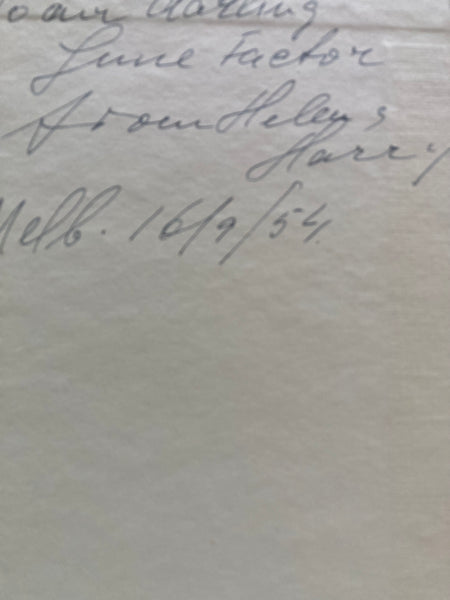 Darling
June Factor
from Helen &
Harry
Melb. 16/9/54.